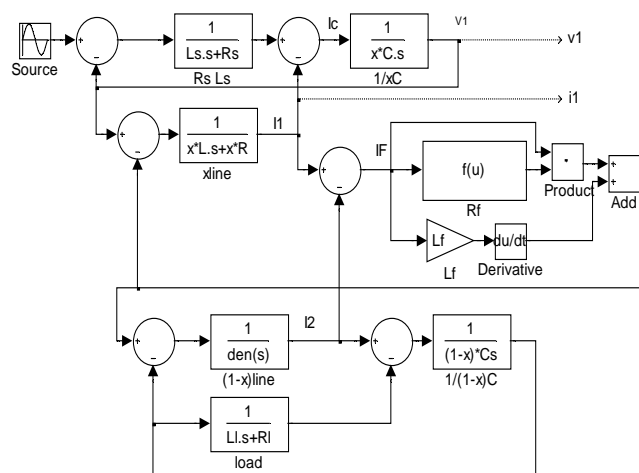 Source
1
Ls.s+Rs
Rs Ls
Ic
1
x*C.s
1/xC
V1
v1
i1
1
x*L.s+x*R
xline
I1
IF
f(u)
Rf
Product
Add
Lf
Lf
du/dt
Derivative
1
den(s)
(1-x)line
I2
1
(1-x)*Cs
1/(1-x)C
1
Ll.s+Rl
load